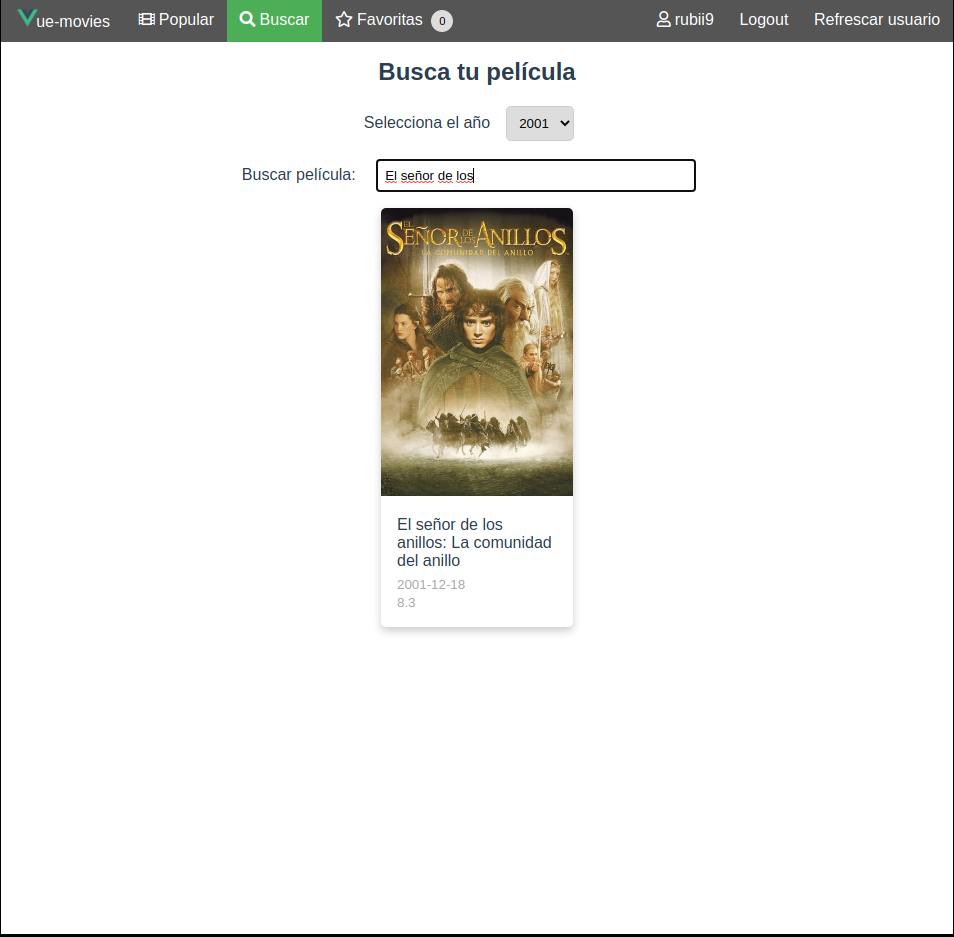 ue-movies Popular Buscar Favoritas 0 rubii9 Logout Refrescar usuario
Busca tu película
Selecciona el año 2001
Buscar película: El señor de los
EL SEÑOR DE LOS ANILLOS
LA COMUNIDAD DEL ANILLO
El señor de los
anillos: La comunidad
del anillo
2001-12-18
8.3